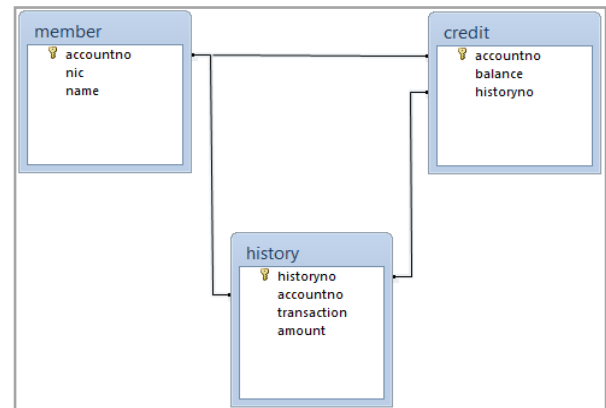 member
accountno
nic
name
credit
accountno
balance
historyno
history
historyno
accountno
transaction
amount